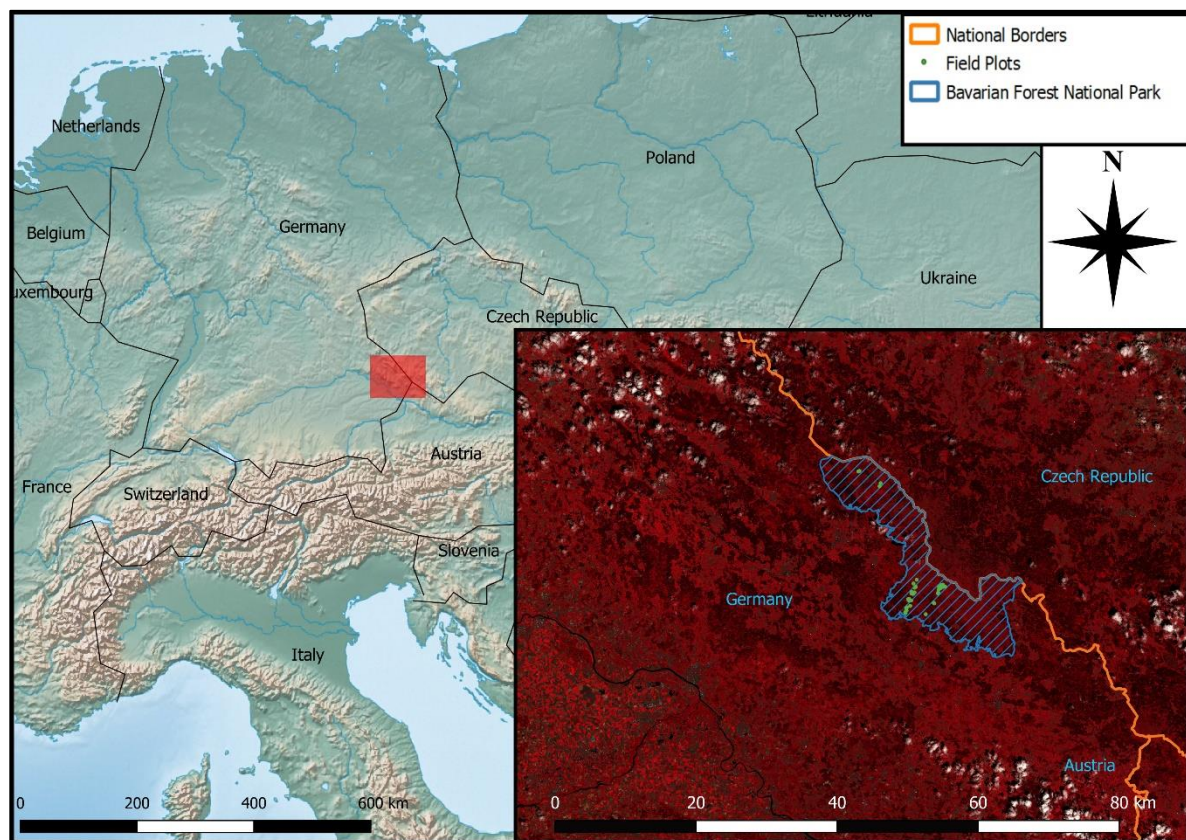 Lithuania
National Borders
Field Plots
Bavarian Forest National Park
Netherlands
Poland
N
Germany
Belgium
Ukraine
uxembourg
Czech Republic
Austria
France
Switzerland
Slovenia
Italy
0 200 400 600 km
Czech Republic
Germany
Austria
0 20 40 60 80 km